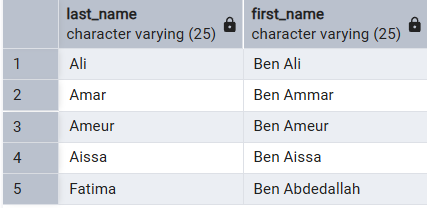 last_name first_name
character varying (25) character varying (25)
1 Ali Ben Ali
2 Amar Ben Ammar
3 Ameur Ben Ameur
4 Aissa Ben Aissa
5 Fatima Ben Abdedallah